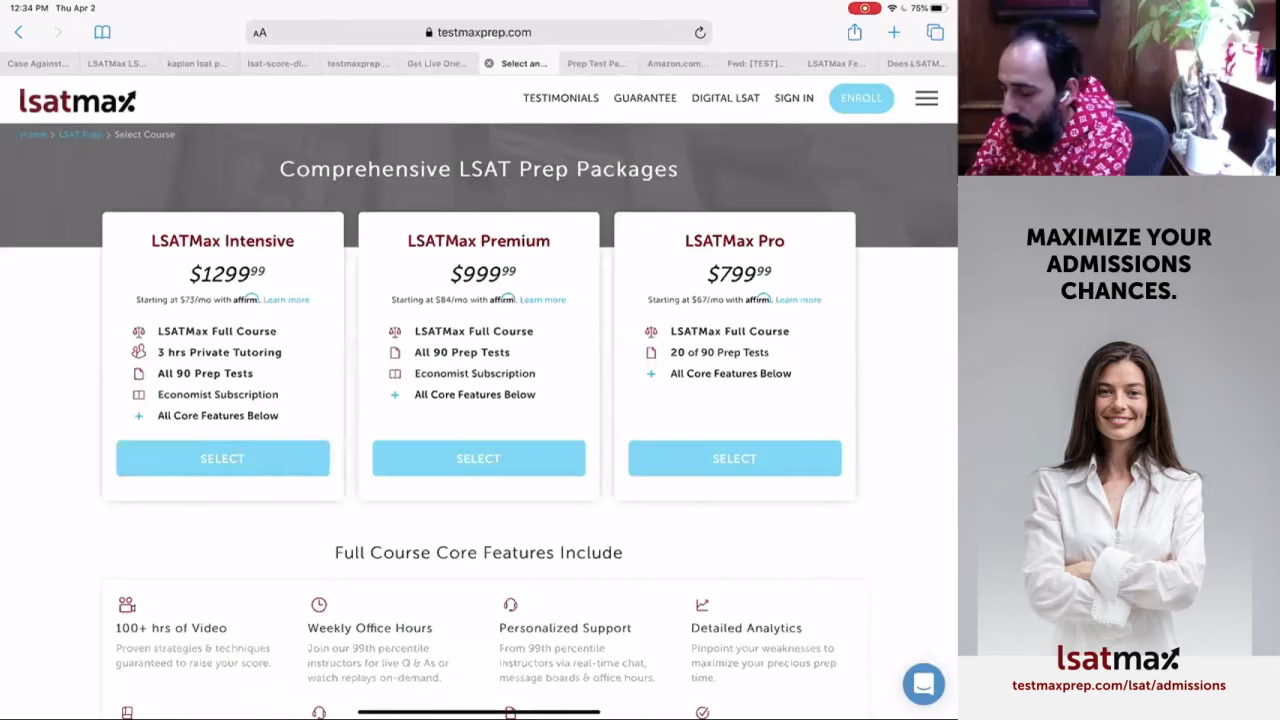 12:34 PM Thu Apr 2
75%
AA
testmaxprep.com
Case Against...
LSATMax LS...
kaplan lsat p...
lsat-score-di...
testmaxprep...
Get Live One...
Select an...
Prep Test Pa...
Amazon.com...
Fwd: [TEST]...
LSATMax Fe...
Does LSATM...
lsatmax
TESTIMONIALS
GUARANTEE
DIGITAL LSAT
SIGN IN
ENROLL
Home > LSAT Prep > Select Course
Comprehensive LSAT Prep Packages
LSATMax Intensive
$1299.99
Starting at $73/mo with affirm. Learn more
LSATMax Full Course
3 hrs Private Tutoring
All 90 Prep Tests
Economist Subscription
+ All Core Features Below
SELECT
LSATMax Premium
$999.99
Starting at $84/mo with affirm. Learn more
LSATMax Full Course
All 90 Prep Tests
Economist Subscription
+ All Core Features Below
SELECT
LSATMax Pro
$799.99
Starting at $67/mo with affirm. Learn more
LSATMax Full Course
20 of 90 Prep Tests
+ All Core Features Below
SELECT
Full Course Core Features Include
100+ hrs of Video
Proven strategies & techniques
guaranteed to raise your score.
Weekly Office Hours
Join our 99th percentile
instructors for live Q & As or
watch replays on-demand.
Personalized Support
From 99th percentile
instructors via real-time chat,
message boards & office hours.
Detailed Analytics
Pinpoint your weaknesses to
maximize your precious prep
time.
MAXIMIZE YOUR
ADMISSIONS
CHANCES.
lsatmax
testmaxprep.com/lsat/admissions